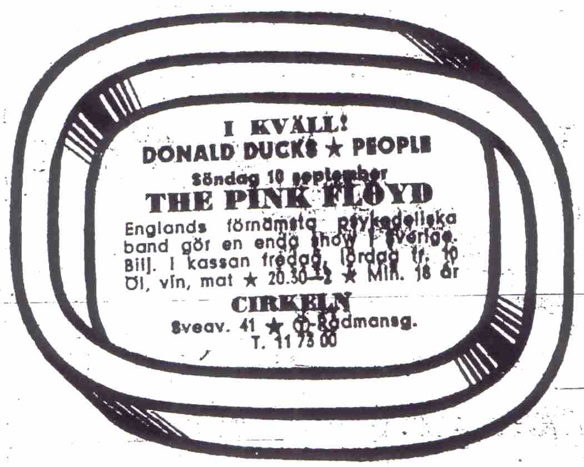 I KVÄLL!
DONALD DUCKS ★ PEOPLE
Söndag 10 september
THE PINK FLOYD
Englands förnämsta psykedeliska
band gör en enda show i Sverige.
Bilj. i kassan fredag, lördag fr. 10
Öl, vin, mat ★ 20.30—2 ★ Min. 18 år
CIRKELN
Sveav. 41 ★ Ⓣ-Rådmansg.
T. 11 73 00